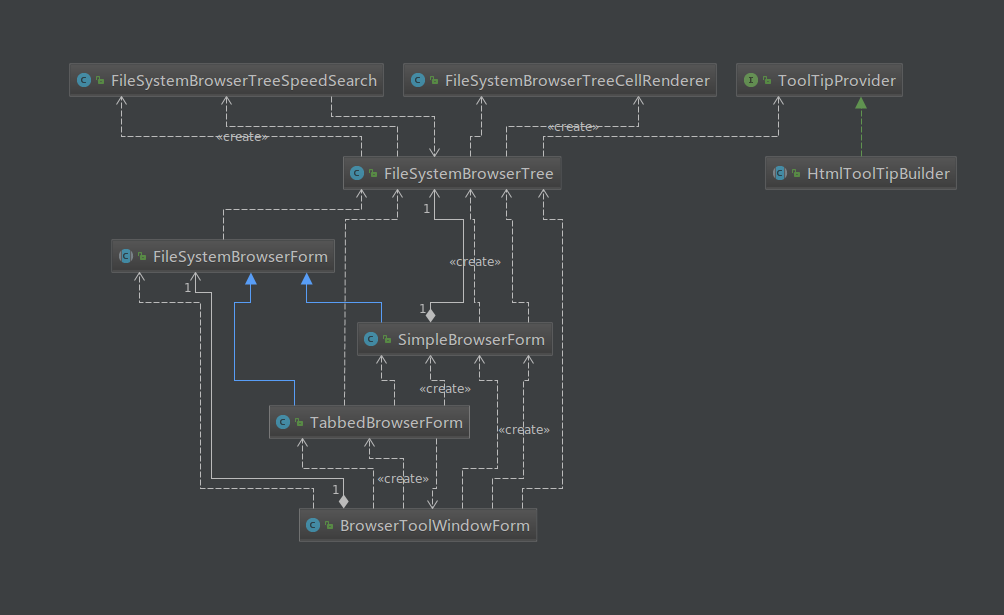 FileSystemBrowserTreeSpeedSearch
FileSystemBrowserTreeCellRenderer
ToolTipProvider
«create»
«create»
FileSystemBrowserTree
HtmlToolTipBuilder
1
FileSystemBrowserForm
«create»
1
1
SimpleBrowserForm
«create»
TabbedBrowserForm
«create»
«create»
1
BrowserToolWindowForm